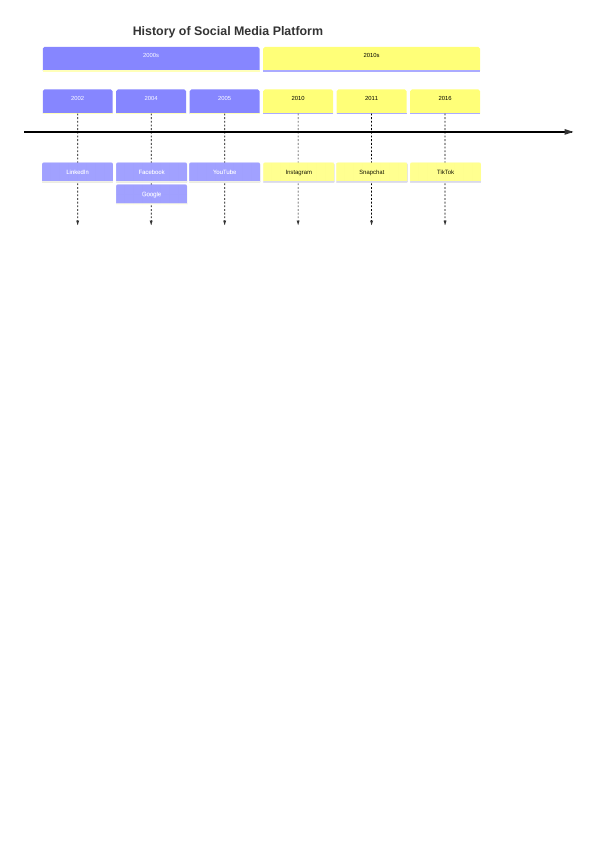 History of Social Media Platform
2000s
2010s
2002
2004
2005
2010
2011
2016
LinkedIn
Facebook
YouTube
Instagram
Snapchat
TikTok
Google